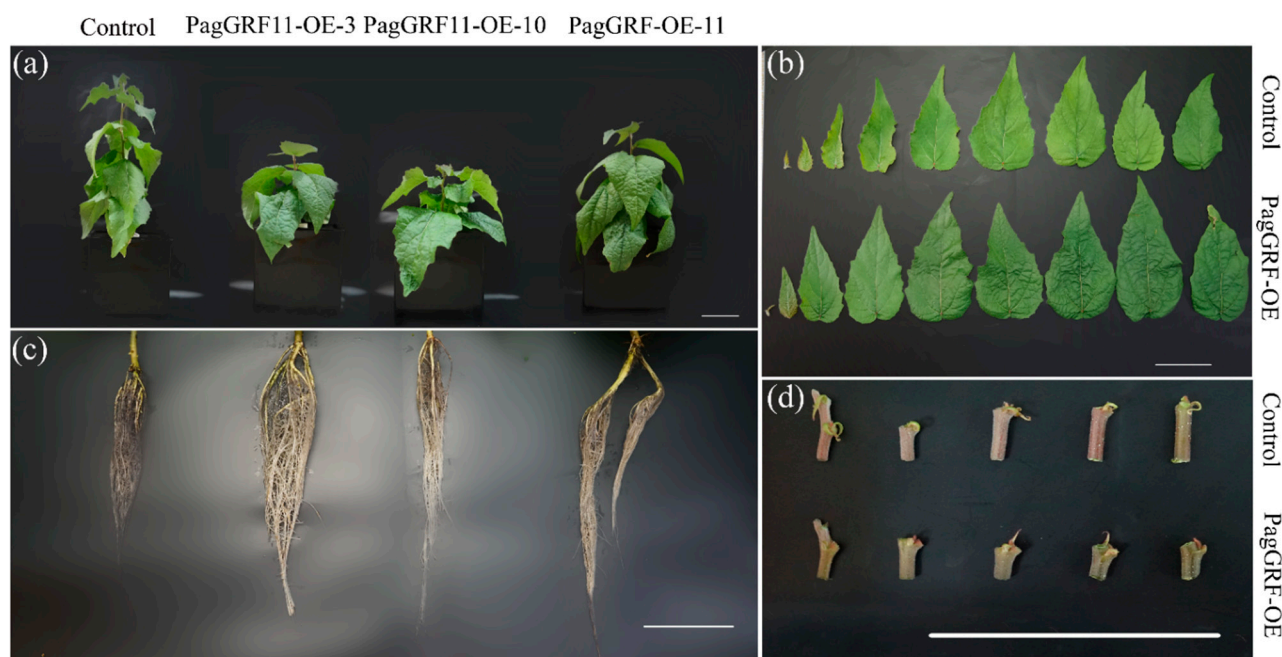 Control PagGRF11-OE-3 PagGRF11-OE-10 PagGRF-OE-11
(a)
(b)
Control
PagGRF-OE
(c)
(d)
Control
PagGRF-OE